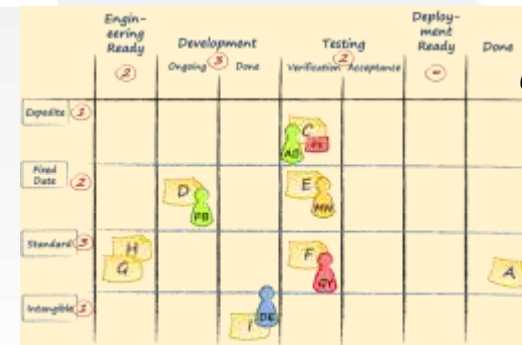 Engin-
eering
Ready
2
Development
Ongoing 3 Done
Testing
2
Verification Acceptance
Deploy-
ment
Ready
∞
Done
Expedite 1
C
AB
Fixed
Date 2
D
PB
E
MW
Standard 3
H
G
F
GY
A
Intangible 1
I
DE